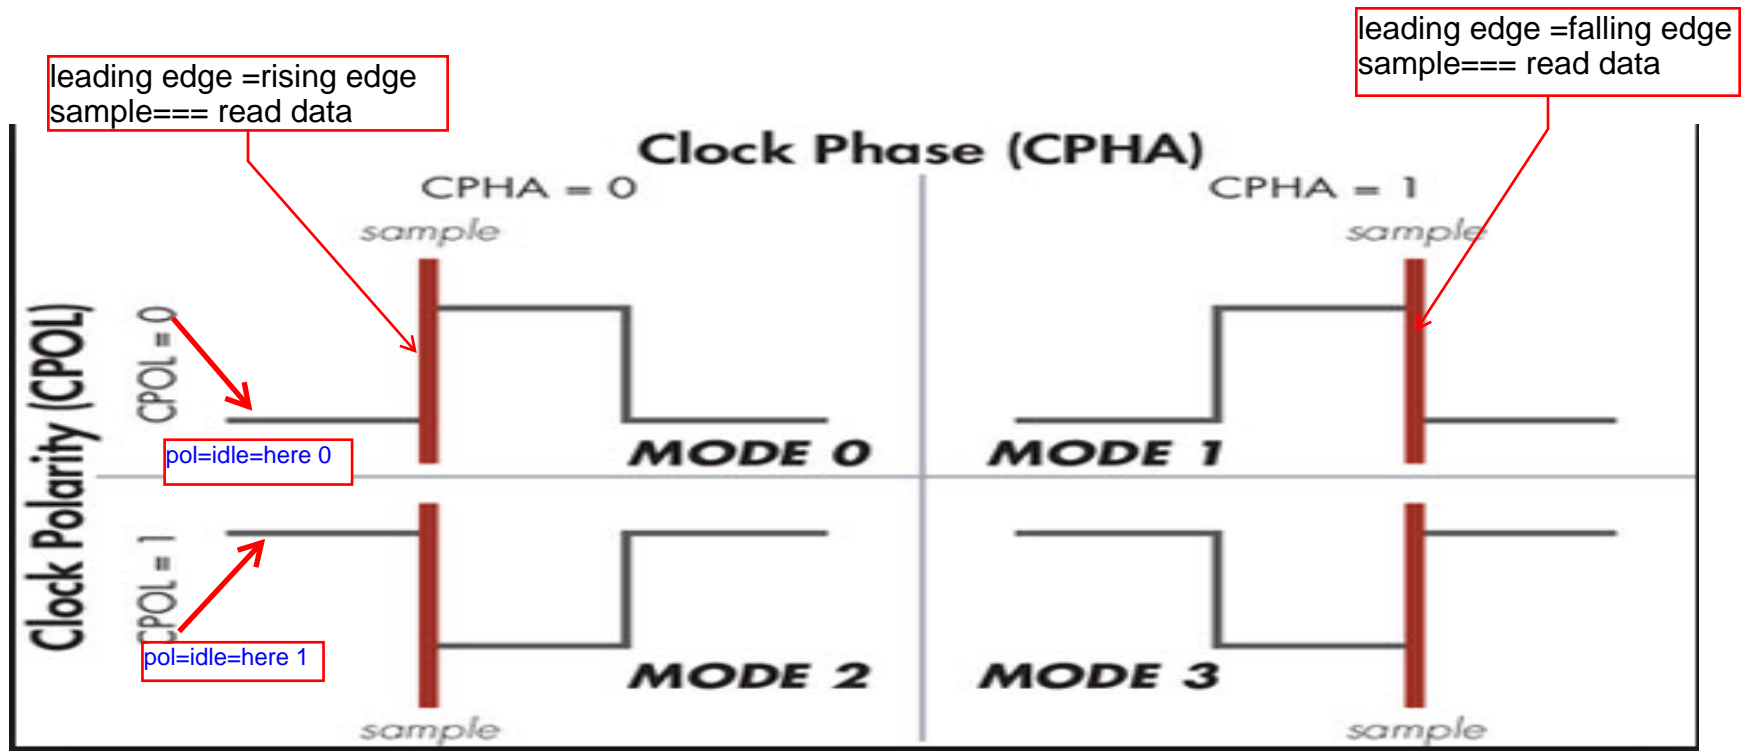 leading edge =falling edge
sample=== read data
leading edge =rising edge
sample=== read data
Clock Phase (CPHA)
CPHA = 0
CPHA = 1
sample
sample
Clock Polarity (CPOL)
CPOL = 0
pol=idle=here 0
MODE 0
MODE 1
CPOL = 1
pol=idle=here 1
MODE 2
MODE 3
sample
sample